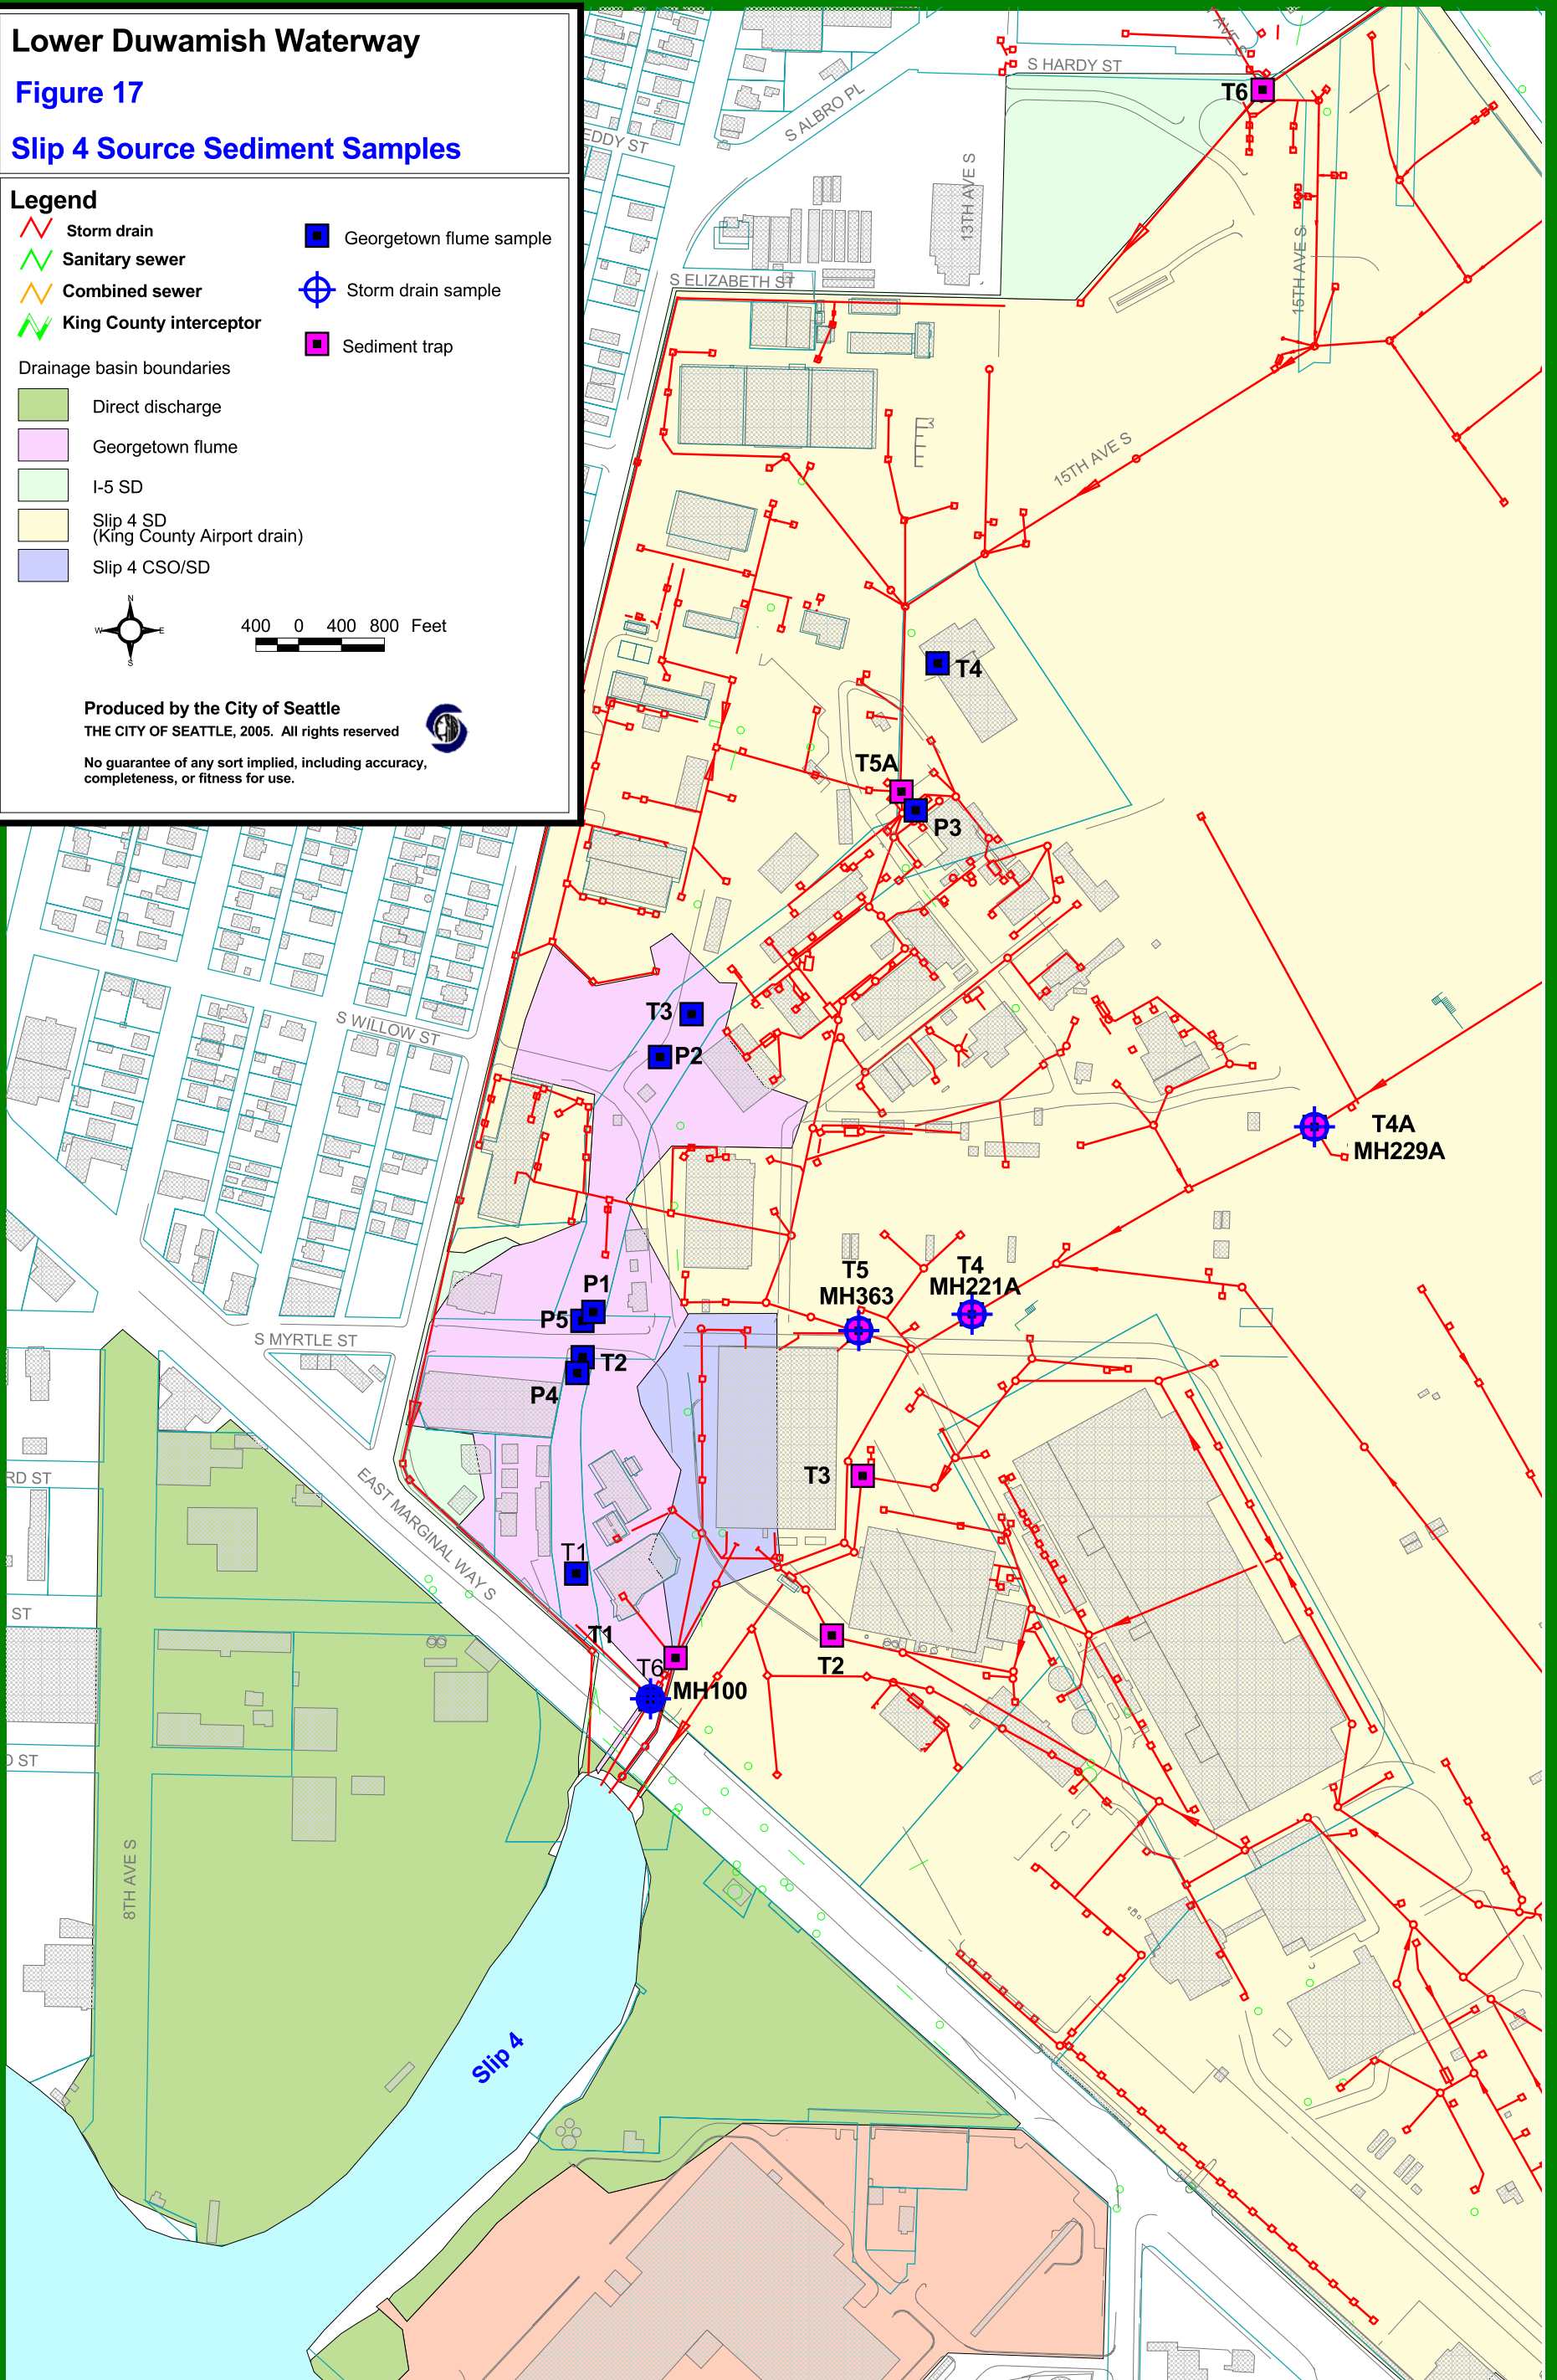 Lower Duwamish Waterway
Figure 17
Slip 4 Source Sediment Samples
Legend
Storm drain
Sanitary sewer
Combined sewer
King County interceptor
Georgetown flume sample
Storm drain sample
Sediment trap
Drainage basin boundaries
Direct discharge
Georgetown flume
I-5 SD
Slip 4 SD
(King County Airport drain)
Slip 4 CSO/SD
N
W E
S
400 0 400 800 Feet
Produced by the City of Seattle
THE CITY OF SEATTLE, 2005. All rights reserved
No guarantee of any sort implied, including accuracy,
completeness, or fitness for use.
AVE S
S HARDY ST
T6
S ALBRO PL
EDDY ST
13TH AVE S
15TH AVE S
S ELIZABETH ST
15TH AVE S
T4
T5A
P3
T3
P2
S WILLOW ST
T4A
MH229A
T5
MH363
T4
MH221A
P1
P5
S MYRTLE ST
T2
P4
T3
RD ST
EAST MARGINAL WAY S
T1
ST
T1
T6
T2
MH100
D ST
8TH AVE S
Slip 4